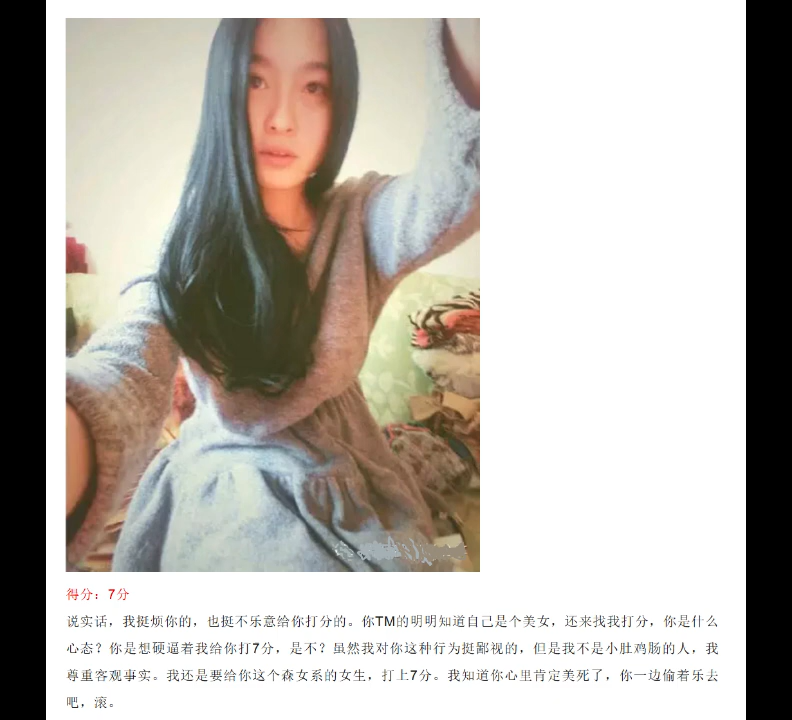 得分：7分
说实话，我挺烦你的，也挺不乐意给你打分的。你TM的明明知道自己是个美女，还来找我打分，你是什么
心态？你是想硬逼着我给你打7分，是不？虽然我对你这种行为挺鄙视的，但是我不是小肚鸡肠的人，我
尊重客观事实。我还是要给你这个森女系的女生，打上7分。我知道你心里肯定美死了，你一边偷着乐去
吧，滚。